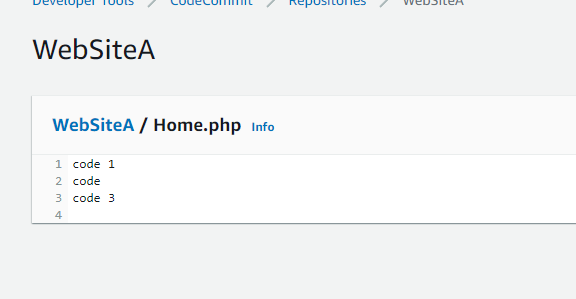 Developer Tools / CodeCommit / Repositories / WebSiteA
WebSiteA
WebSiteA / Home.php Info
1 code 1
2 code
3 code 3
4